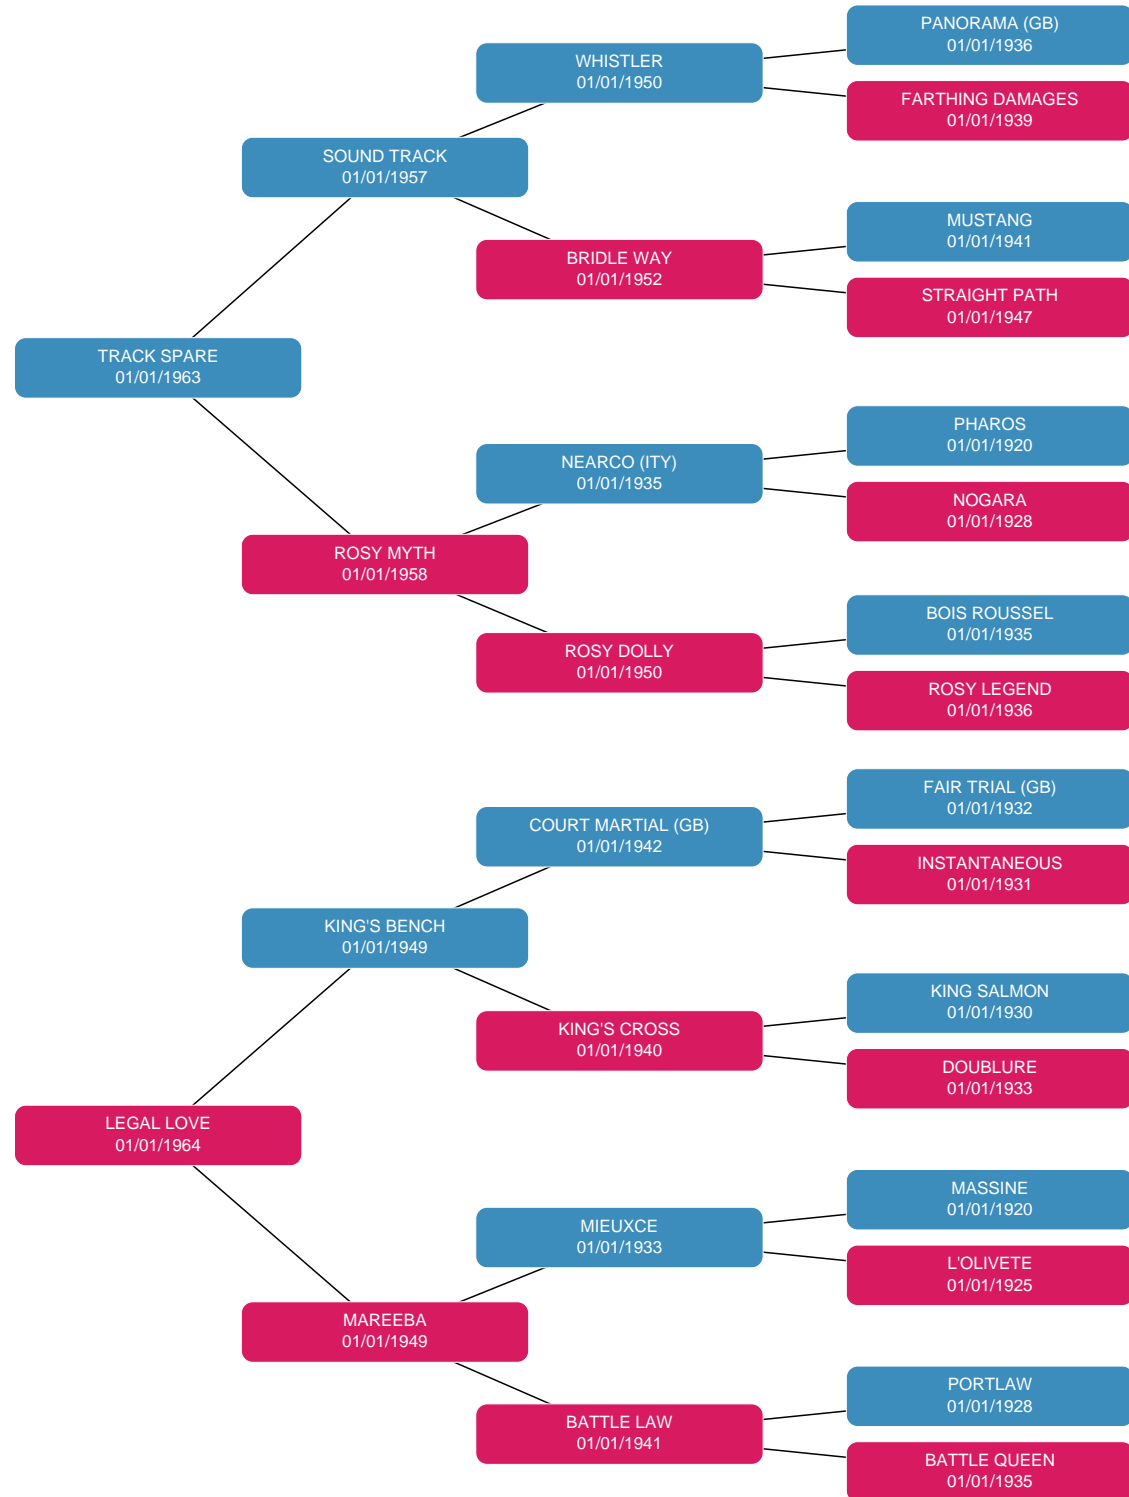 PANORAMA (GB)
01/01/1936
WHISTLER
01/01/1950
FARTHING DAMAGES
01/01/1939
SOUND TRACK
01/01/1957
MUSTANG
01/01/1941
BRIDLE WAY
01/01/1952
STRAIGHT PATH
01/01/1947
TRACK SPARE
01/01/1963
PHAROS
01/01/1920
NEARCO (ITY)
01/01/1935
NOGARA
01/01/1928
ROSY MYTH
01/01/1958
BOIS ROUSSEL
01/01/1935
ROSY DOLLY
01/01/1950
ROSY LEGEND
01/01/1936
FAIR TRIAL (GB)
01/01/1932
COURT MARTIAL (GB)
01/01/1942
INSTANTANEOUS
01/01/1931
KING'S BENCH
01/01/1949
KING SALMON
01/01/1930
KING'S CROSS
01/01/1940
DOUBLURE
01/01/1933
LEGAL LOVE
01/01/1964
MASSINE
01/01/1920
MIEUXCE
01/01/1933
L'OLIVETE
01/01/1925
MAREEBA
01/01/1949
PORTLAW
01/01/1928
BATTLE LAW
01/01/1941
BATTLE QUEEN
01/01/1935